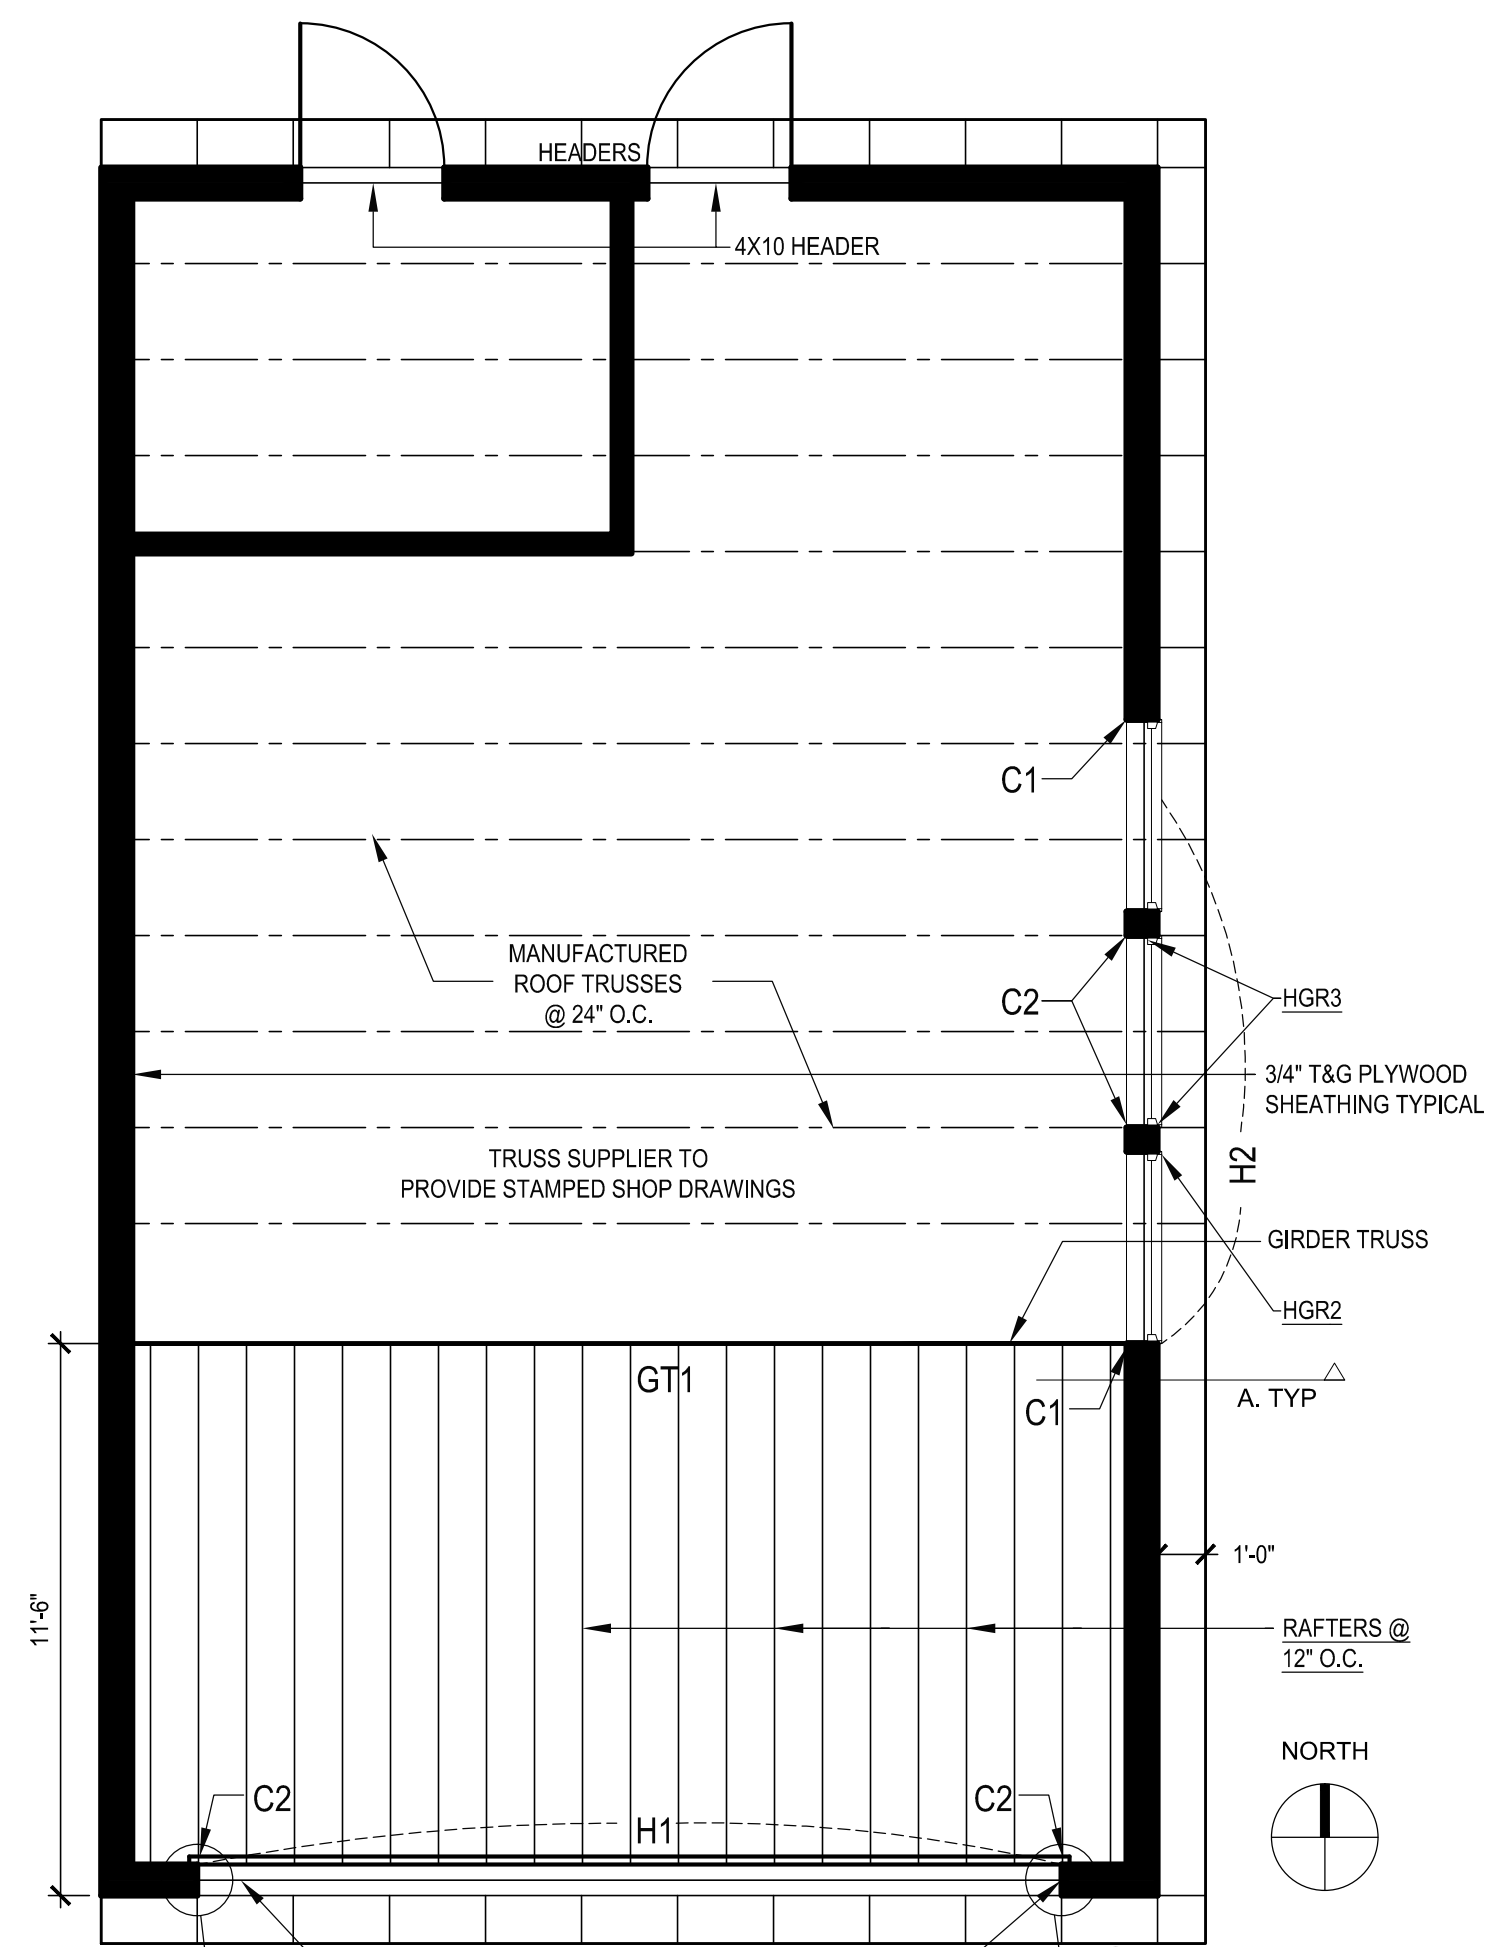 HEADERS
4X10 HEADER
C1
MANUFACTURED
ROOF TRUSSES
@ 24" O.C.
C2
HGR3
3/4" T&G PLYWOOD
SHEATHING TYPICAL
TRUSS SUPPLIER TO
PROVIDE STAMPED SHOP DRAWINGS
H2
GIRDER TRUSS
HGR2
GT1
C1
A. TYP
1'-0"
11'-6"
RAFTERS @
12" O.C.
NORTH
C2
C2
H1